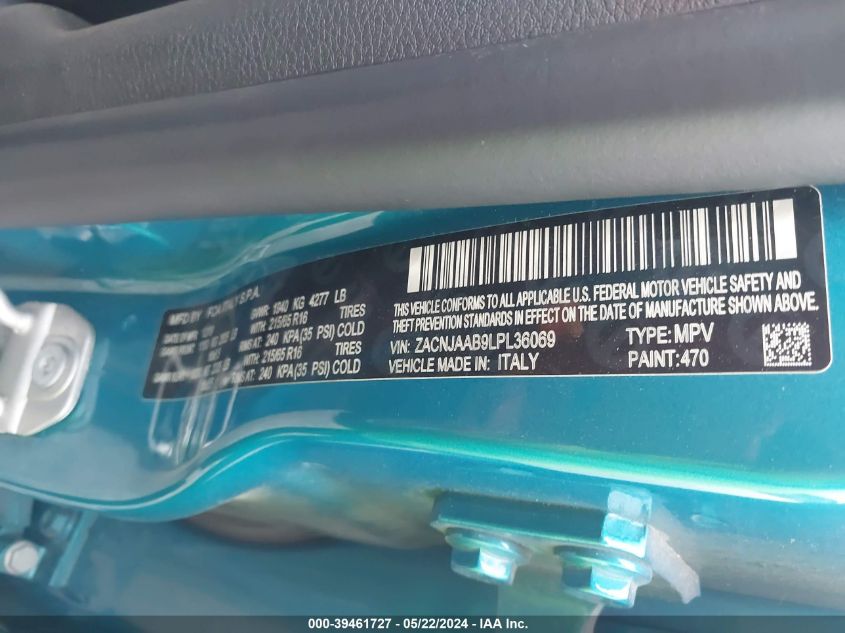 MFD BY FCA ITALY S.P.A.
GVWR 1940 KG 4277 LB
WITH 215/65 R16 TIRES
AT: 240 KPA(35 PSI) COLD
WITH 215/65 R16 TIRES
AT: 240 KPA(35 PSI) COLD
THIS VEHICLE CONFORMS TO ALL APPLICABLE U.S. FEDERAL MOTOR VEHICLE SAFETY AND
THEFT PREVENTION STANDARDS IN EFFECT ON THE DATE OF MANUFACTURE SHOWN ABOVE.
VIN: ZACNJAAB9LPL36069 TYPE: MPV
VEHICLE MADE IN: ITALY PAINT:470
000-39461727 - 05/22/2024 - IAA Inc.